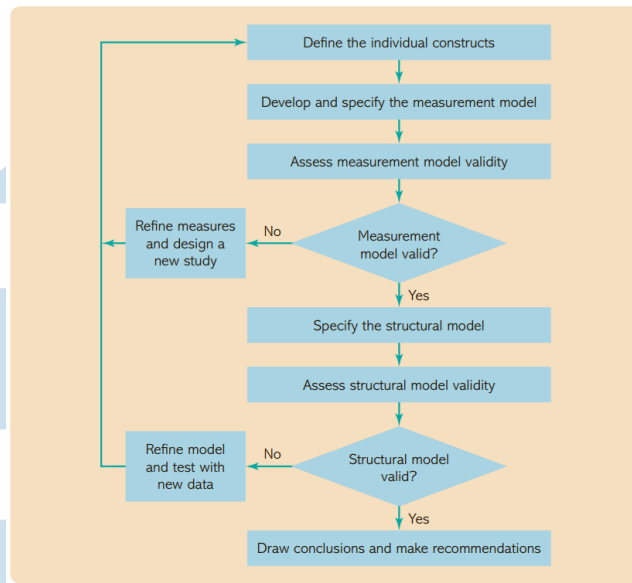 Define the individual constructs
Develop and specify the measurement model
Assess measurement model validity
Measurement
model valid?
No
Refine measures
and design a
new study
Yes
Specify the structural model
Assess structural model validity
Structural model
valid?
No
Refine model
and test with
new data
Yes
Draw conclusions and make recommendations